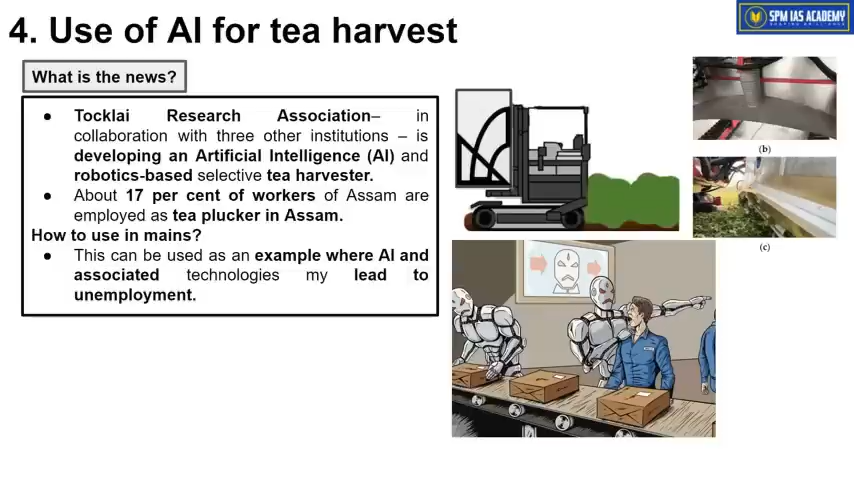 4. Use of AI for tea harvest
SPM IAS ACADEMY
What is the news?
● Tocklai Research Association– in
collaboration with three other institutions – is
developing an Artificial Intelligence (AI) and
robotics-based selective tea harvester.
● About 17 per cent of workers of Assam are
employed as tea plucker in Assam.
How to use in mains?
● This can be used as an example where AI and
associated technologies my lead to
unemployment.
(b)
(c)